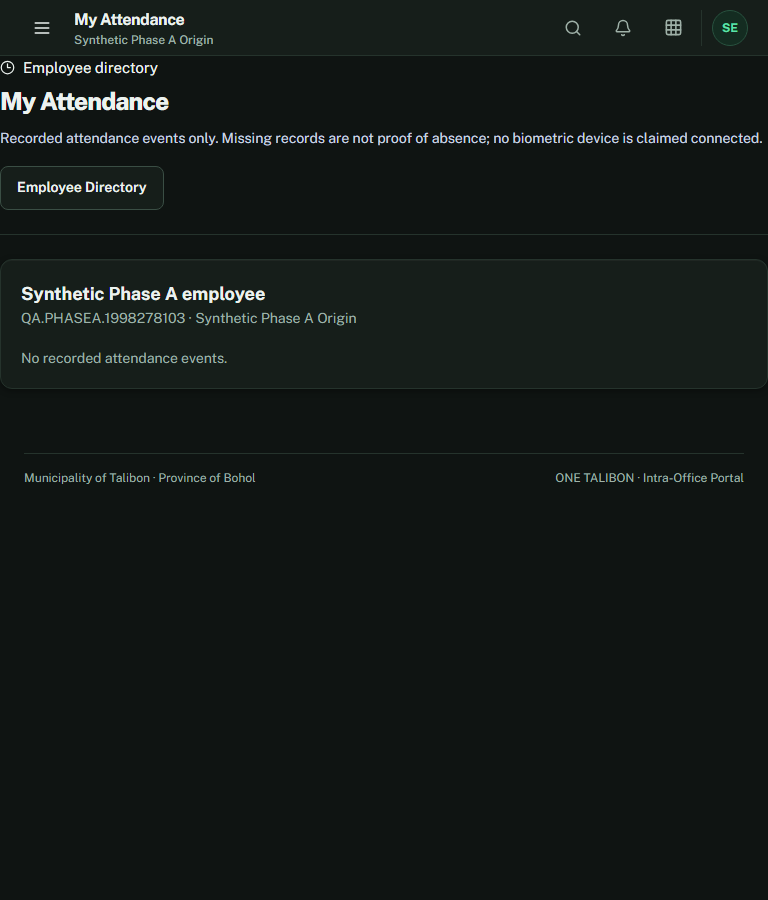 My Attendance
Synthetic Phase A Origin
SE
Employee directory
My Attendance
Recorded attendance events only. Missing records are not proof of absence; no biometric device is claimed connected.
Employee Directory
Synthetic Phase A employee
QA.PHASEA.1998278103 · Synthetic Phase A Origin
No recorded attendance events.
Municipality of Talibon · Province of Bohol
ONE TALIBON · Intra-Office Portal